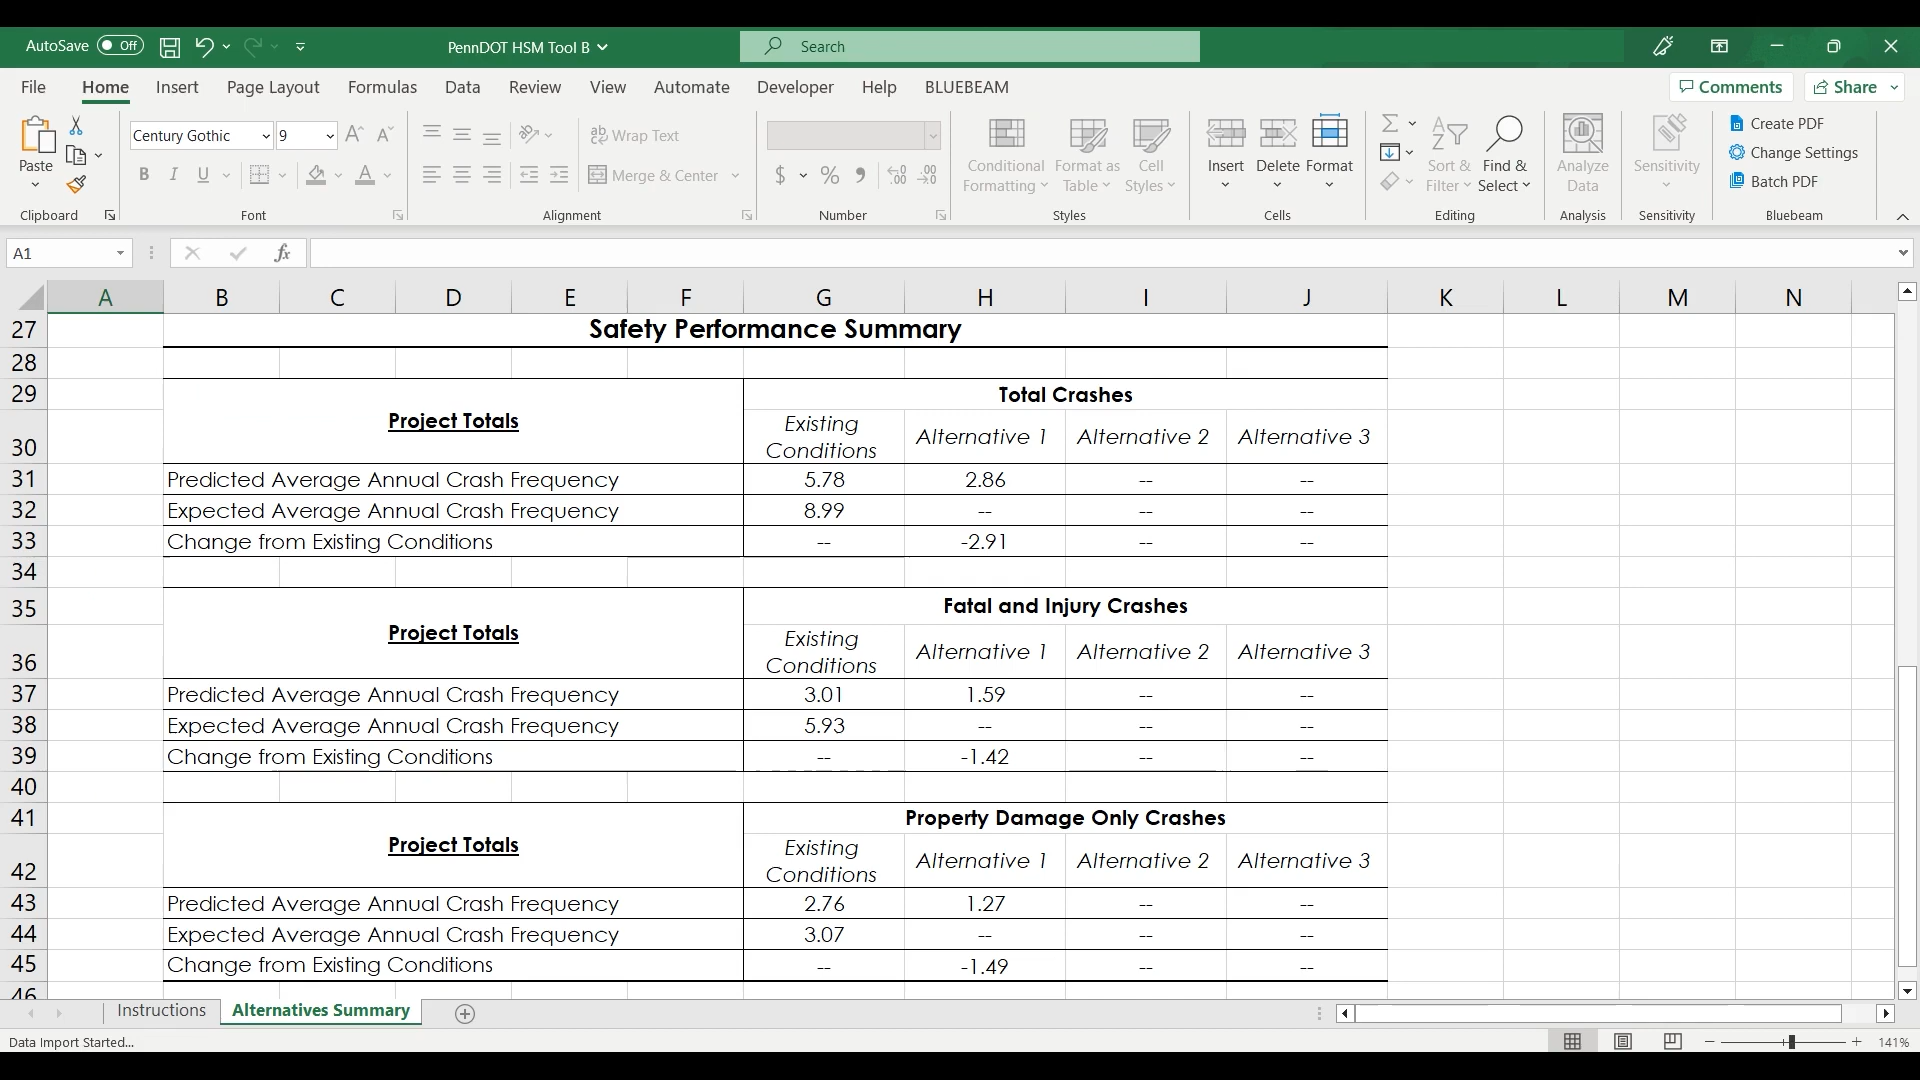 AutoSave Off PennDOT HSM Tool B Search
File Home Insert Page Layout Formulas Data Review View Automate Developer Help BLUEBEAM Comments Share
Paste Century Gothic 9 Wrap Text Merge & Center Conditional Formatting Format as Table Cell Styles Insert Delete Format Sort & Filter Find & Select Analyze Data Sensitivity Create PDF Change Settings Batch PDF
Clipboard Font Alignment Number Styles Cells Editing Analysis Sensitivity Bluebeam
A1 fx
A B C D E F G H I J K L M N
27 Safety Performance Summary
28
29 Project Totals Total Crashes
30 Existing Conditions Alternative 1 Alternative 2 Alternative 3
31 Predicted Average Annual Crash Frequency 5.78 2.86 -- --
32 Expected Average Annual Crash Frequency 8.99 -- -- --
33 Change from Existing Conditions -- -2.91 -- --
34
35 Project Totals Fatal and Injury Crashes
36 Existing Conditions Alternative 1 Alternative 2 Alternative 3
37 Predicted Average Annual Crash Frequency 3.01 1.59 -- --
38 Expected Average Annual Crash Frequency 5.93 -- -- --
39 Change from Existing Conditions -- -1.42 -- --
40
41 Project Totals Property Damage Only Crashes
42 Existing Conditions Alternative 1 Alternative 2 Alternative 3
43 Predicted Average Annual Crash Frequency 2.76 1.27 -- --
44 Expected Average Annual Crash Frequency 3.07 -- -- --
45 Change from Existing Conditions -- -1.49 -- --
46
Instructions Alternatives Summary
Data Import Started... 141%